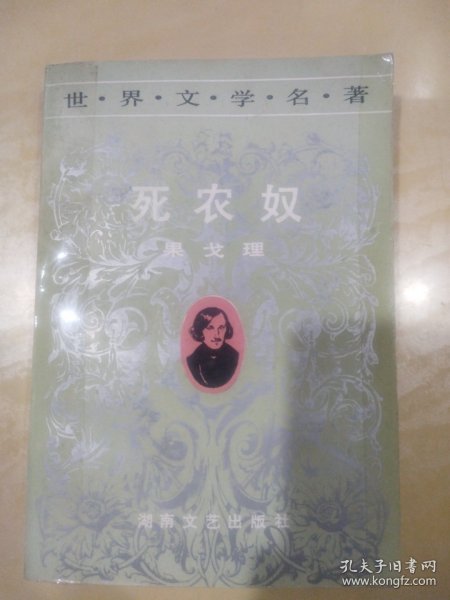 世·界·文·学·名·著
死农奴
果戈理
湖南文艺出版社
孔夫子旧书网
www.kongfz.com